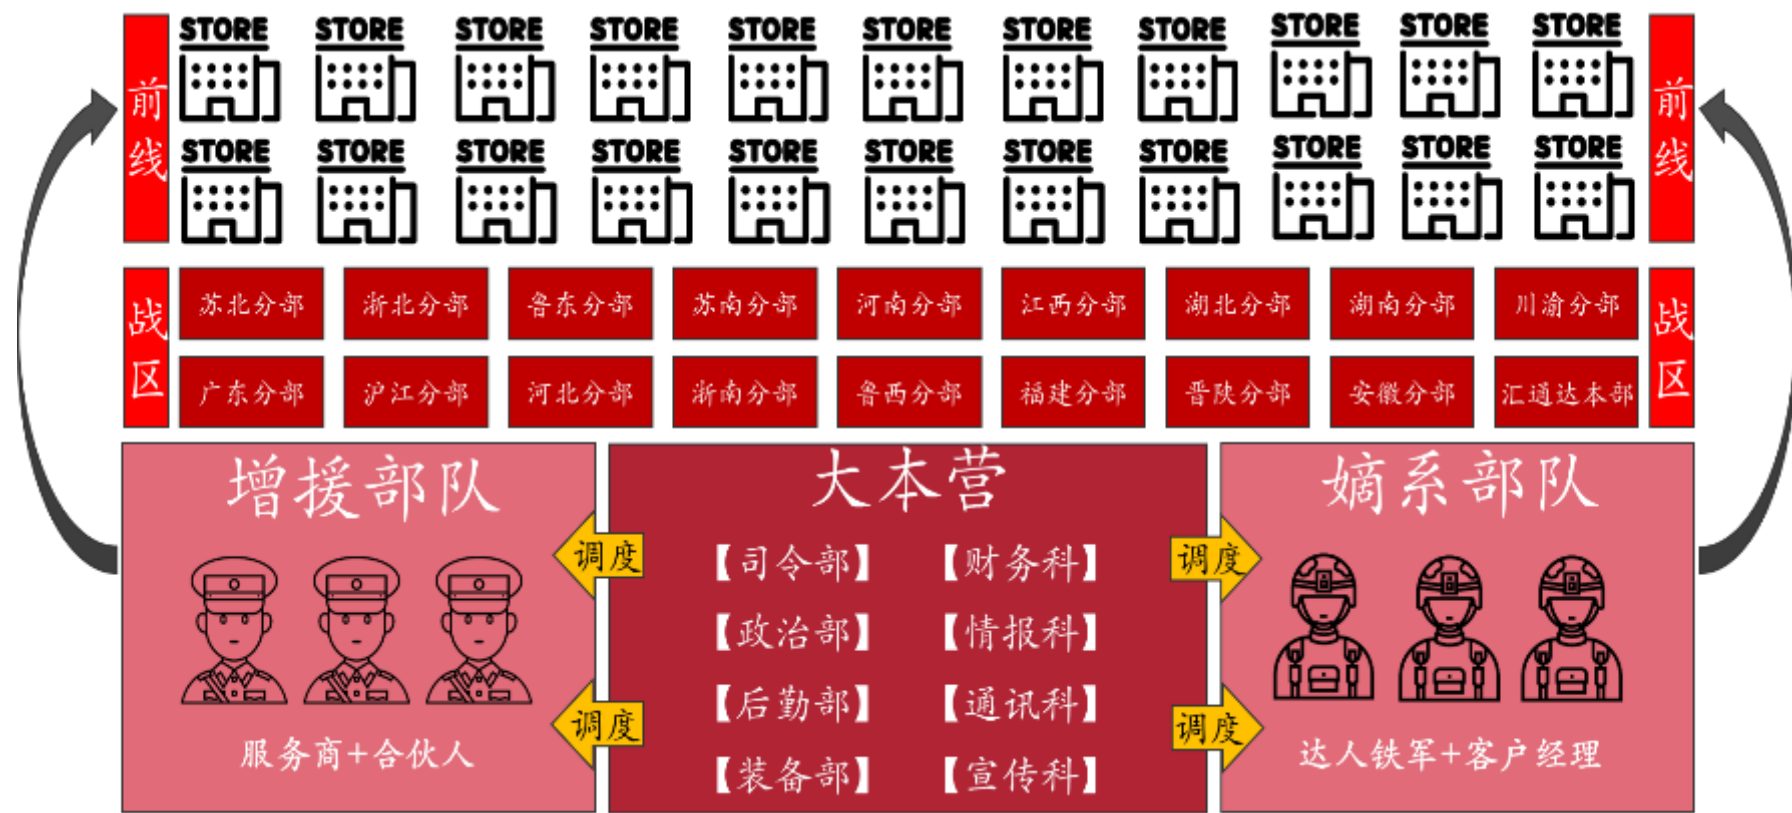 前线
STORE STORE STORE STORE STORE STORE STORE STORE STORE STORE STORE
STORE STORE STORE STORE STORE STORE STORE STORE STORE STORE STORE
前线
战区
苏北分部 浙北分部 鲁东分部 苏南分部 河南分部 江西分部 湖北分部 湖南分部 川渝分部
广东分部 沪江分部 河北分部 浙南分部 鲁西分部 福建分部 晋陕分部 安徽分部 汇通达本部
战区
增援部队
服务商+合伙人
调度
调度
大本营
【司令部】 【财务科】
【政治部】 【情报科】
【后勤部】 【通讯科】
【装备部】 【宣传科】
调度
调度
嫡系部队
达人铁军+客户经理